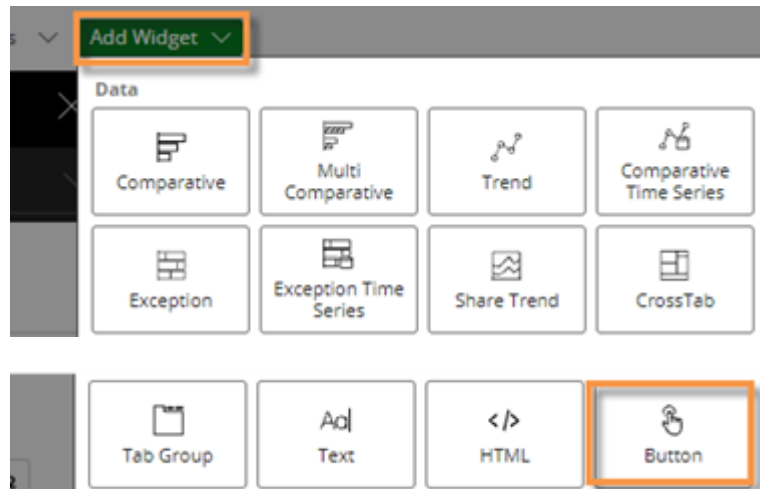 s
Add Widget
Data
Comparative
Multi
Comparative
Trend
Comparative
Time Series
Exception
Exception Time
Series
Share Trend
CrossTab
Tab Group
Aa
Text
</>
HTML
Button
R